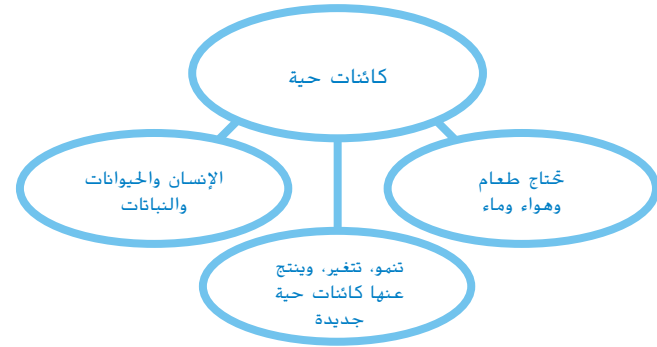 كائنات حية
تحتاج طعام
وهواء وماء
الإنسان والحيوانات
والنباتات
تنمو، تتغير، وينتج
عنها كائنات حية
جديدة